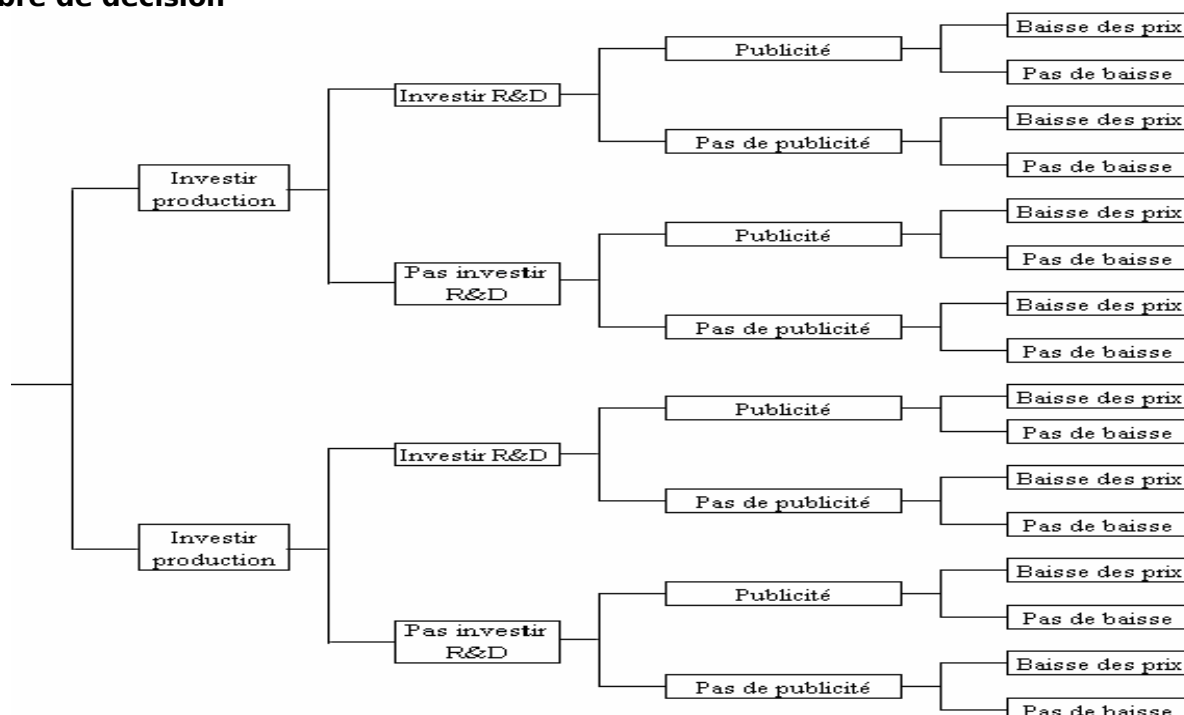 bre de décision
Baisse des prix
Publicité
Pas de baisse
Investir R&D
Baisse des prix
Pas de publicité
Pas de baisse
Investir
production
Baisse des prix
Publicité
Pas de baisse
Pas investir
R&D
Baisse des prix
Pas de publicité
Pas de baisse
Baisse des prix
Publicité
Pas de baisse
Investir R&D
Baisse des prix
Pas de publicité
Pas de baisse
Investir
production
Baisse des prix
Publicité
Pas de baisse
Pas investir
R&D
Baisse des prix
Pas de publicité
Pas de baisse